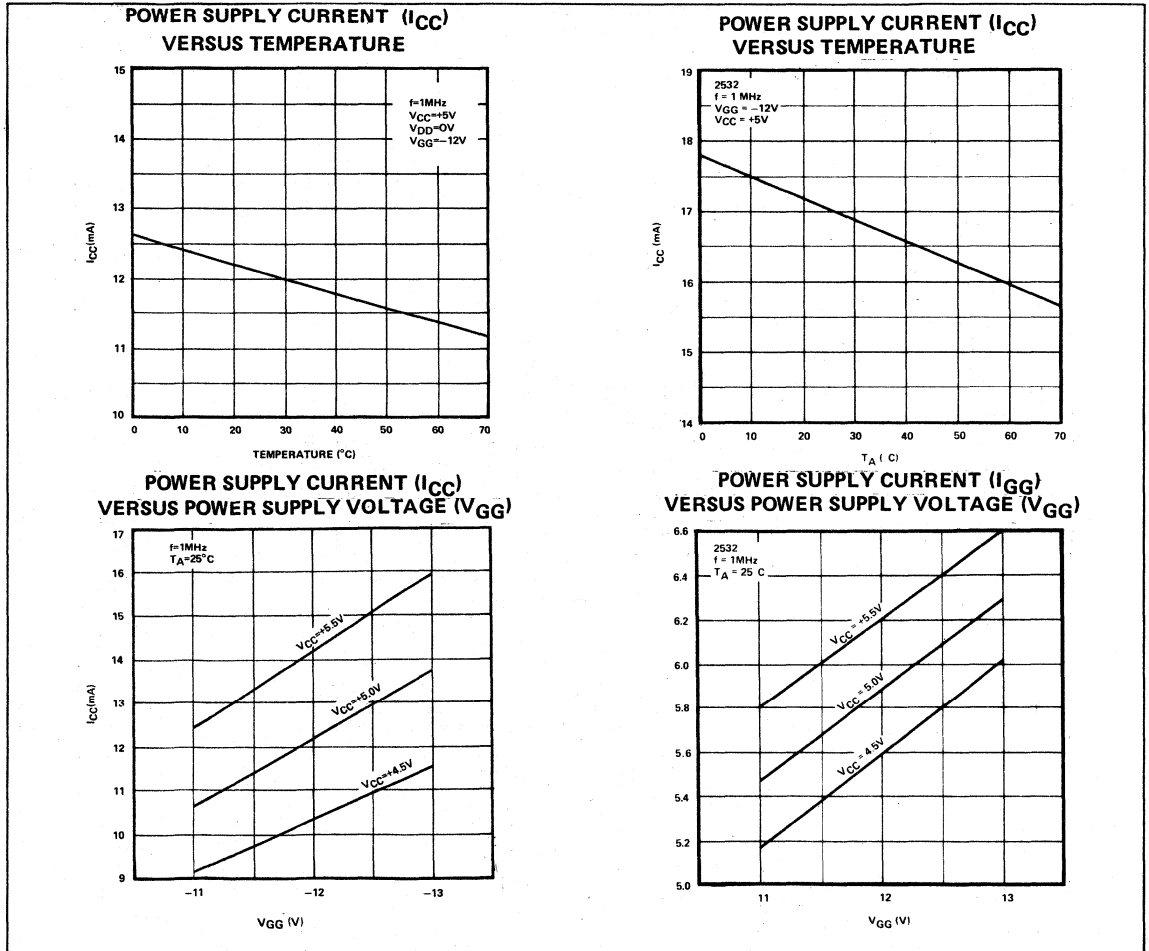 POWER SUPPLY CURRENT (ICC)
VERSUS TEMPERATURE
15
14
13
12
11
10
ICC(mA)
f=1MHz
VCC=+5V
VDD=0V
VGG=-12V
0 10 20 30 40 50 60 70
TEMPERATURE (°C)
POWER SUPPLY CURRENT (ICC)
VERSUS TEMPERATURE
19
18
17
16
15
14
ICC (mA)
2532
f = 1 MHz
VGG = -12V
VCC = +5V
0 10 20 30 40 50 60 70
TA ( C)
POWER SUPPLY CURRENT (ICC)
VERSUS POWER SUPPLY VOLTAGE (VGG)
17
16
15
14
13
12
11
10
9
ICC(mA)
f=1MHz
TA=25°C
VCC=+5.5V
VCC=+5.0V
VCC=+4.5V
-11 -12 -13
VGG (V)
POWER SUPPLY CURRENT (IGG)
VERSUS POWER SUPPLY VOLTAGE (VGG)
6.6
6.4
6.2
6.0
5.8
5.6
5.4
5.2
5.0
2532
f = 1MHz
TA = 25 C
VCC = +5.5V
VCC = 5.0V
VCC = 4.5V
11 12 13
VGG (V)